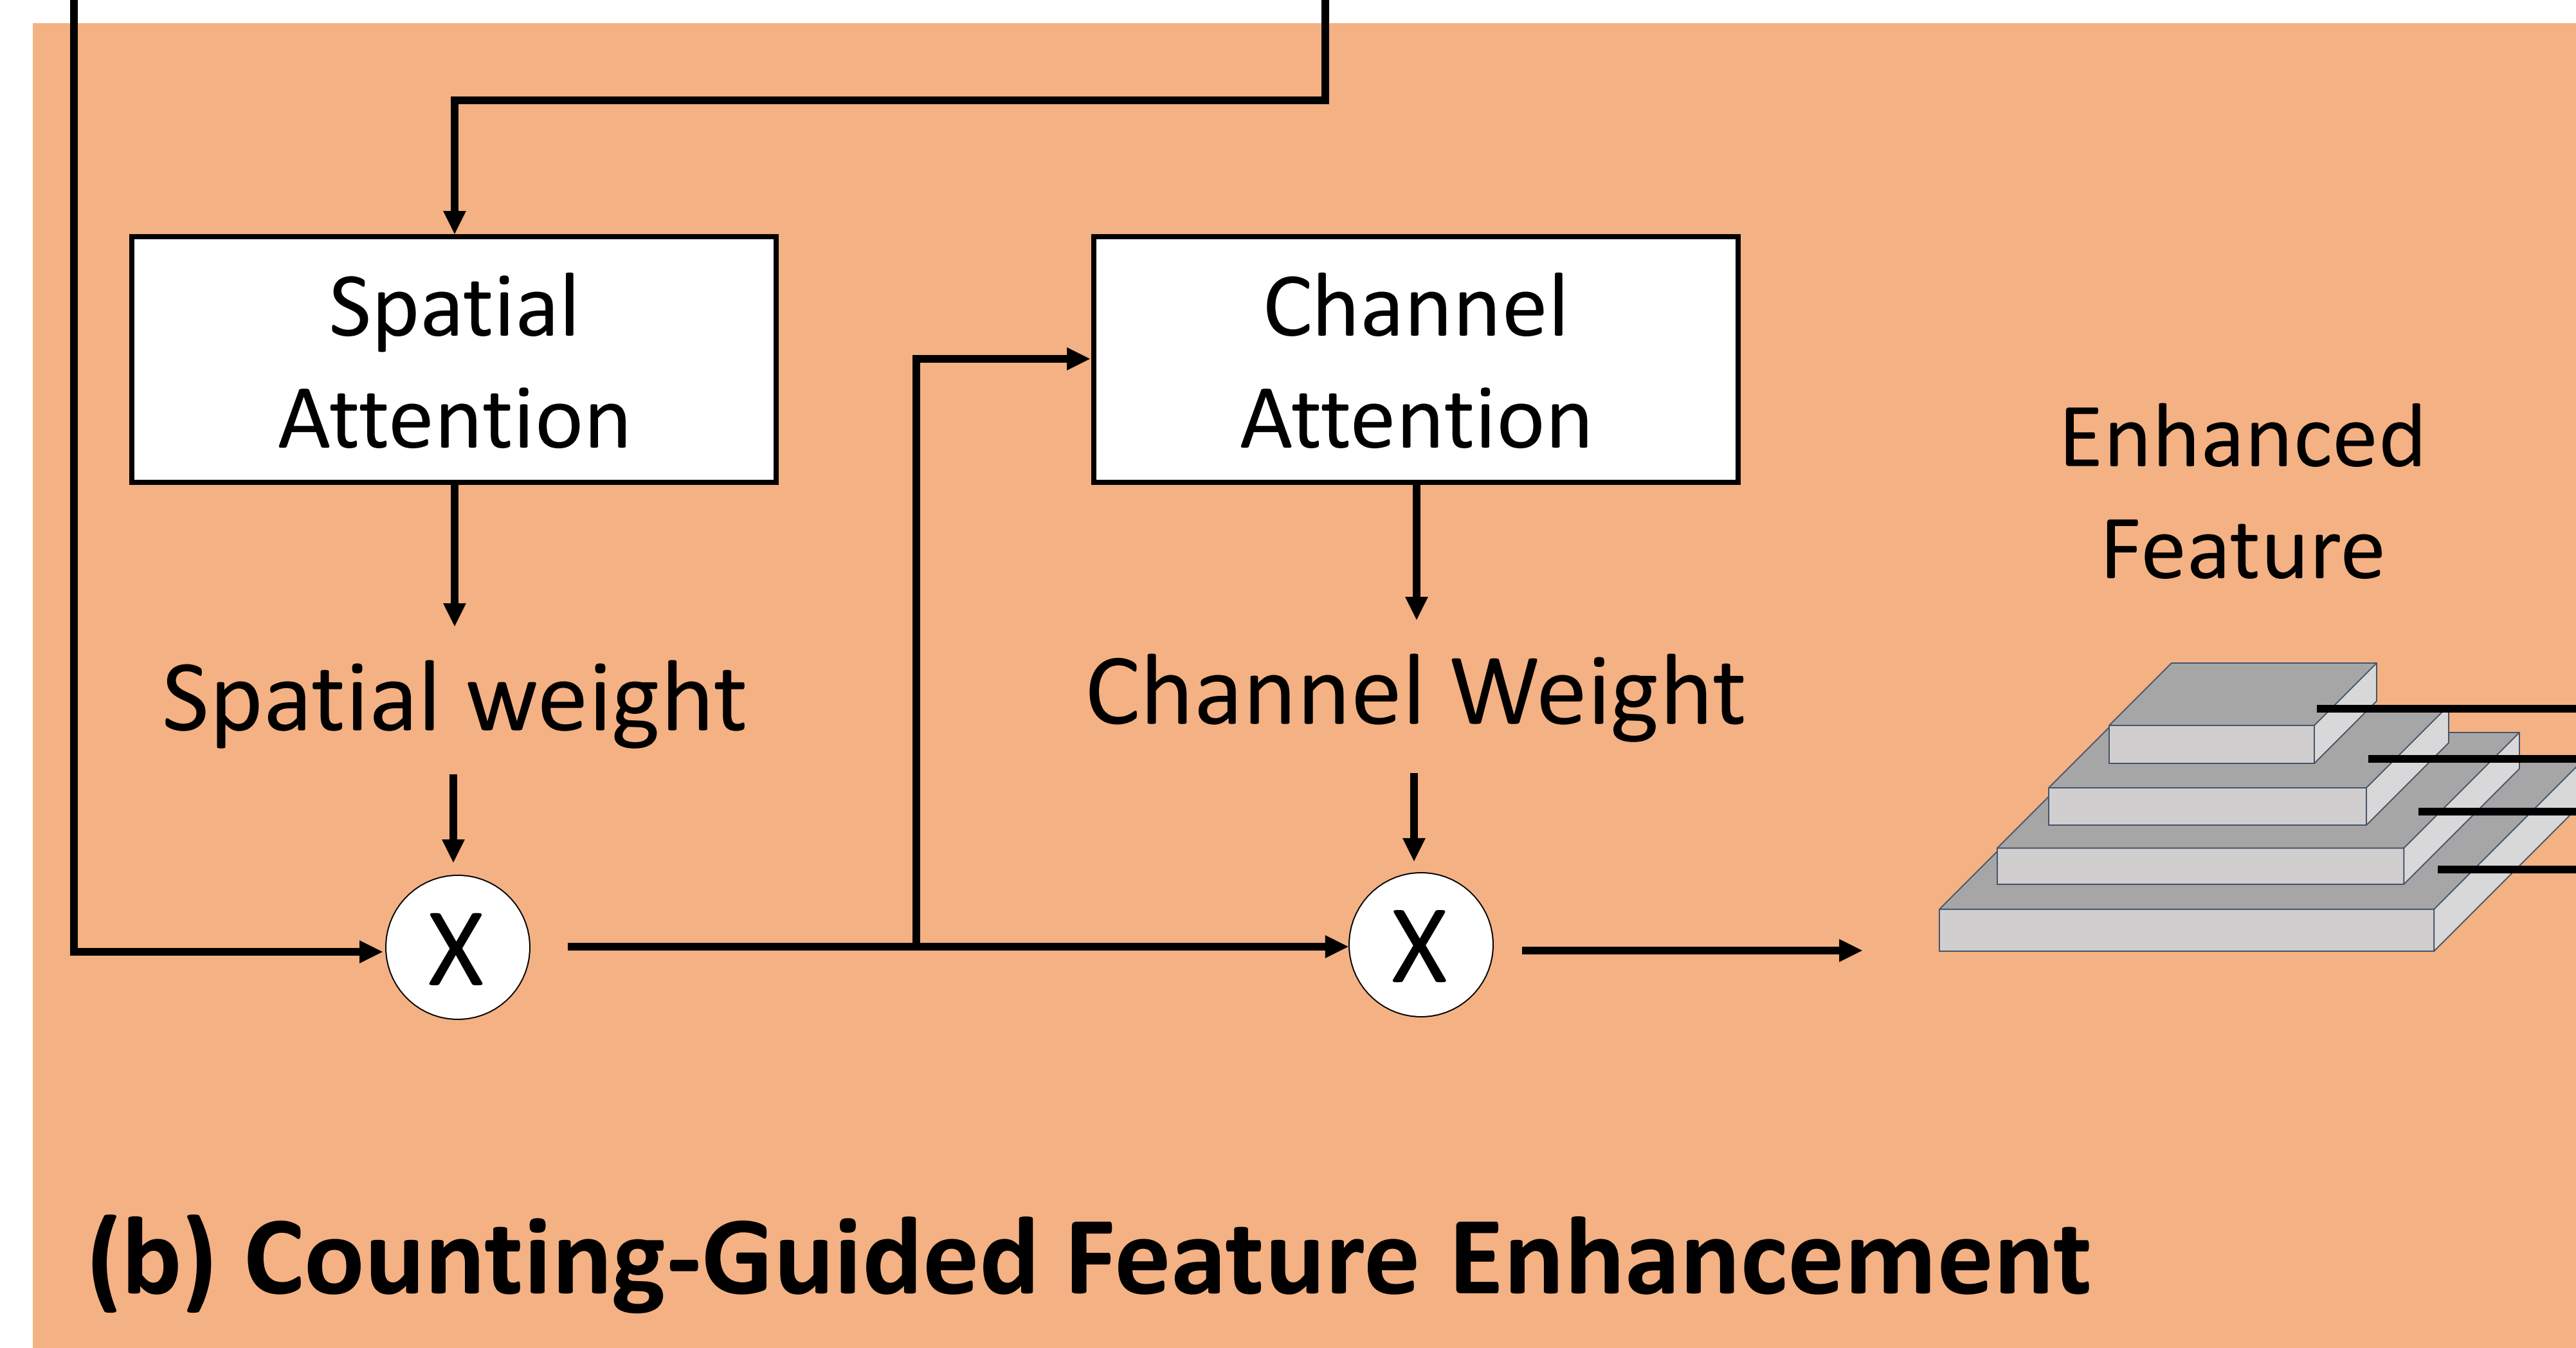 Spatial
Attention
Channel
Attention
Enhanced
Feature
Spatial weight
Channel Weight
X
X
(b) Counting-Guided Feature Enhancement